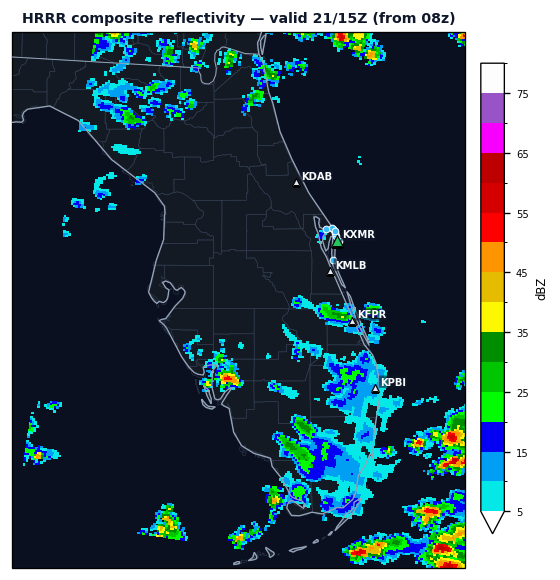 HRRR composite reflectivity — valid 21/15Z (from 08z)
KDAB
KXMR
KMLB
KFPR
KPBI
75
65
55
45
35
25
15
5
dBZ